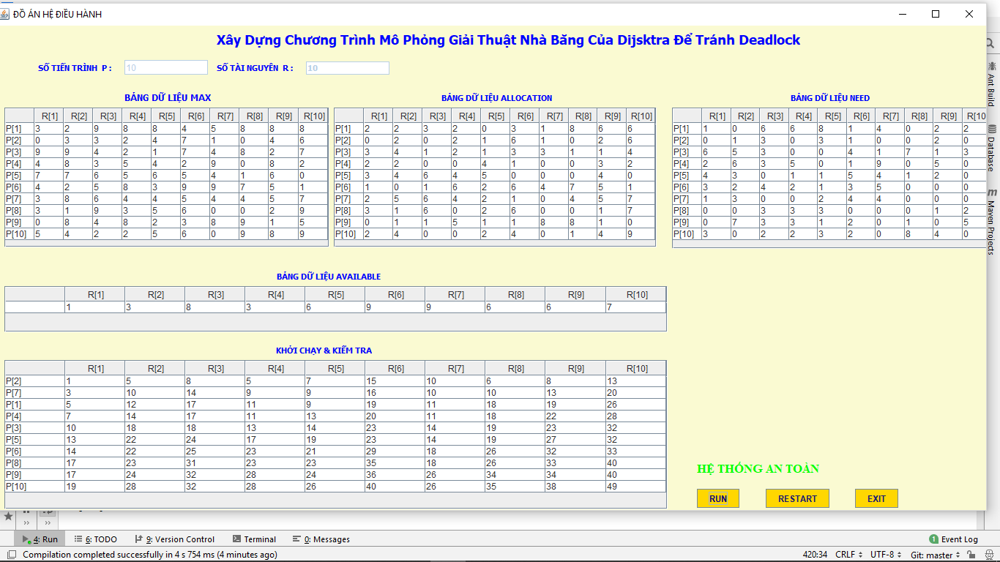 ĐỒ ÁN HỆ ĐIỀU HÀNH
Xây Dựng Chương Trình Mô Phỏng Giải Thuật Nhà Băng Của Dijsktra Để Tránh Deadlock
SỐ TIẾN TRÌNH P : 10 SỐ TÀI NGUYÊN R : 10
BẢNG DỮ LIỆU MAX
R[1] R[2] R[3] R[4] R[5] R[6] R[7] R[8] R[9] R[10]
P[1] 3 2 9 8 8 4 5 8 8 8
P[2] 0 3 3 2 4 7 1 0 4 6
P[3] 9 9 4 2 1 7 4 8 2 7
P[4] 4 8 3 5 4 2 9 0 8 2
P[5] 7 7 6 5 6 5 4 1 6 0
P[6] 4 2 5 8 3 9 9 7 5 1
P[7] 3 8 6 4 4 5 4 4 5 7
P[8] 3 1 9 3 5 6 0 0 2 9
P[9] 0 8 4 8 2 3 8 9 1 5
P[10] 5 4 2 2 5 6 0 9 8 9
BẢNG DỮ LIỆU ALLOCATION
R[1] R[2] R[3] R[4] R[5] R[6] R[7] R[8] R[9] R[10]
P[1] 2 2 3 2 0 3 1 8 6 6
P[2] 0 2 0 2 1 6 1 0 2 6
P[3] 3 4 1 2 1 3 3 1 1 4
P[4] 2 2 0 0 4 1 0 0 3 2
P[5] 3 4 6 4 5 0 0 0 4 0
P[6] 1 0 1 6 2 6 4 7 5 1
P[7] 2 5 6 4 2 1 0 4 5 7
P[8] 3 1 6 0 2 6 0 0 1 7
P[9] 0 1 1 5 1 1 8 8 1 0
P[10] 2 4 0 0 2 4 0 1 4 9
BẢNG DỮ LIỆU NEED
R[1] R[2] R[3] R[4] R[5] R[6] R[7] R[8] R[9] R[10
P[1] 1 0 6 6 8 1 4 0 2 2
P[2] 0 1 3 0 3 1 0 0 2 0
P[3] 6 5 3 0 0 4 1 7 1 3
P[4] 2 6 3 5 0 1 9 0 5 0
P[5] 4 3 0 1 1 5 4 1 2 0
P[6] 3 2 4 2 1 3 5 0 0 0
P[7] 1 3 0 0 2 4 4 0 0 0
P[8] 0 0 3 3 3 0 0 0 1 2
P[9] 0 7 3 3 1 2 0 1 0 5
P[10] 3 0 2 2 3 2 0 8 4 0
BẢNG DỮ LIỆU AVAILABLE
R[1] R[2] R[3] R[4] R[5] R[6] R[7] R[8] R[9] R[10]
1 3 8 3 6 9 9 6 6 7
KHỞI CHẠY & KIỂM TRA
R[1] R[2] R[3] R[4] R[5] R[6] R[7] R[8] R[9] R[10]
P[2] 1 5 8 5 7 15 10 6 8 13
P[7] 3 10 14 9 9 16 10 10 13 20
P[1] 5 12 17 11 9 19 11 18 19 26
P[4] 7 14 17 11 13 20 11 18 22 28
P[3] 10 18 18 13 14 23 14 19 23 32
P[5] 13 22 24 17 19 23 14 19 27 32
P[6] 14 22 25 23 21 29 18 26 32 33
P[8] 17 23 31 23 23 35 18 26 33 40
P[9] 17 24 32 28 24 36 26 34 34 40
P[10] 19 28 32 28 26 40 26 35 38 49
HỆ THỐNG AN TOÀN
RUN RESTART EXIT
Ant Build
Database
m Maven Projects
4: Run 6: TODO 9: Version Control Terminal 0: Messages 1 Event Log
Compilation completed successfully in 4 s 754 ms (4 minutes ago) 420:34 CRLF UTF-8 Git: master